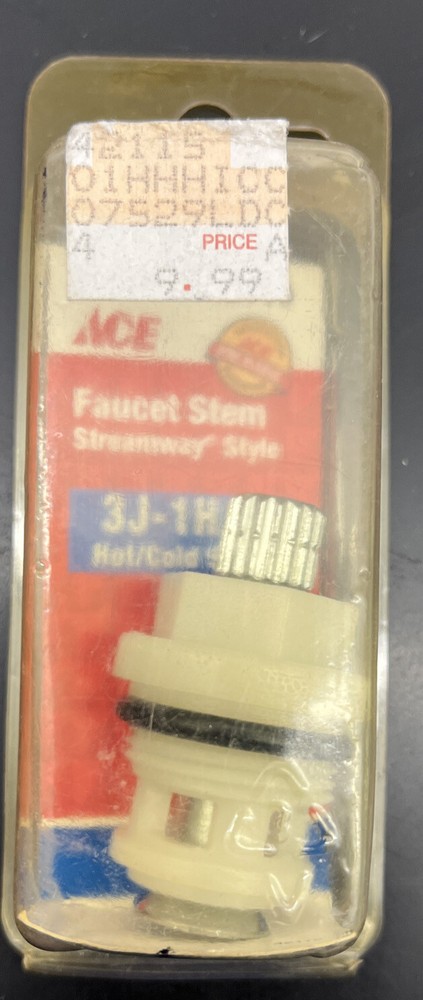 42115
01HHHICC
07529LDC
4 PRICE A
9.99
ACE
Faucet Stem
Streamway® Style
3J-1H
Hot/Cold